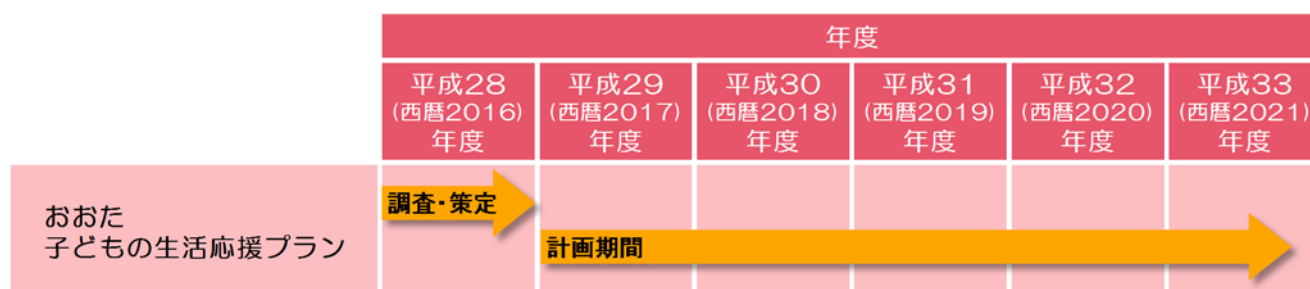 年度
平成28
(西暦2016)
年度
平成29
(西暦2017)
年度
平成30
(西暦2018)
年度
平成31
(西暦2019)
年度
平成32
(西暦2020)
年度
平成33
(西暦2021)
年度
おおた
子どもの生活応援プラン
調査・策定
計画期間